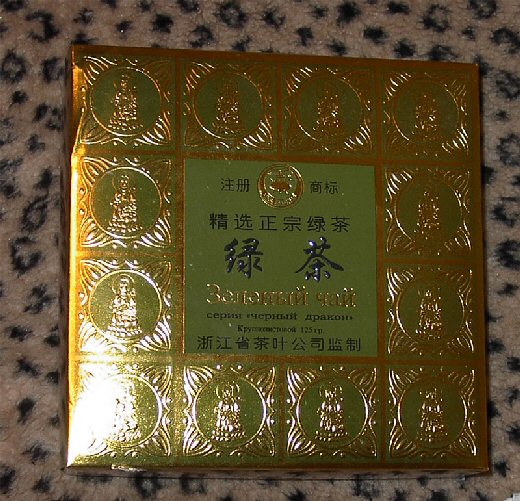 注册 商标
精选正宗绿茶
绿茶
Зеленый чай
серия «черный дракон»
Крупнолистовой 125 гр.
浙江省茶叶公司监制